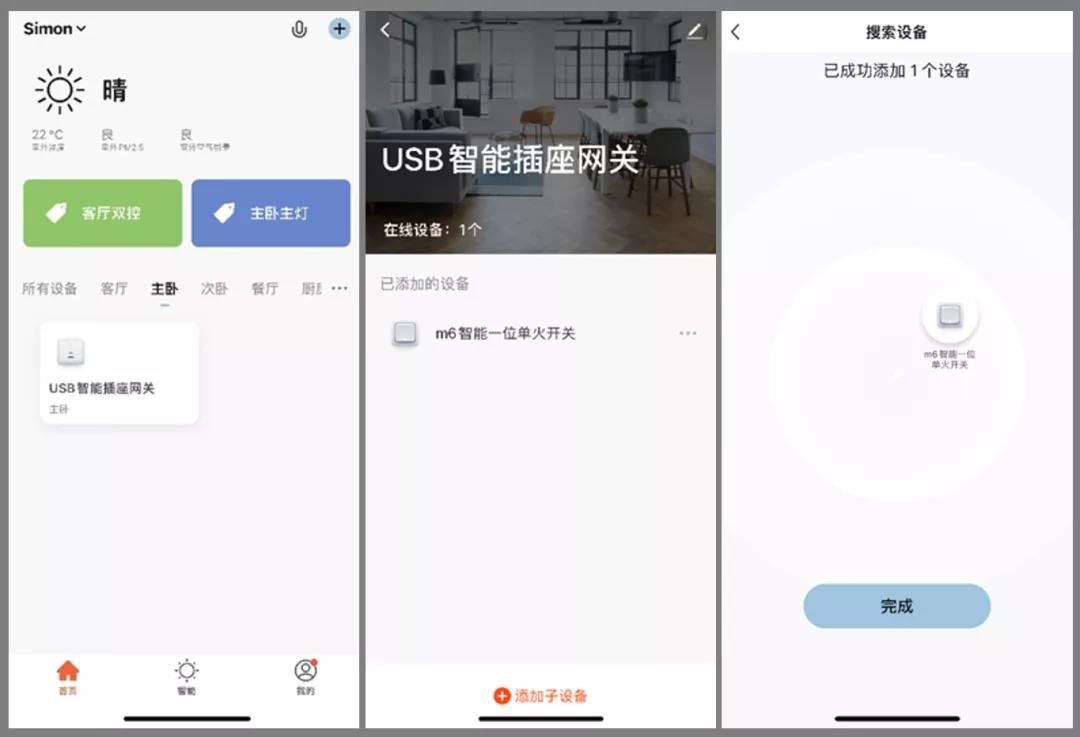 Simon
晴
22 °C
良
良
室外温度
室外PM2.5
室外空气质量
客厅双控
主卧主灯
所有设备
客厅
主卧
次卧
餐厅
USB智能插座网关
主卧
首页
智能
我的
USB智能插座网关
在线设备：1个
已添加的设备
m6智能一位单火开关
添加子设备
搜索设备
已成功添加1个设备
m6智能一位
单火开关
完成